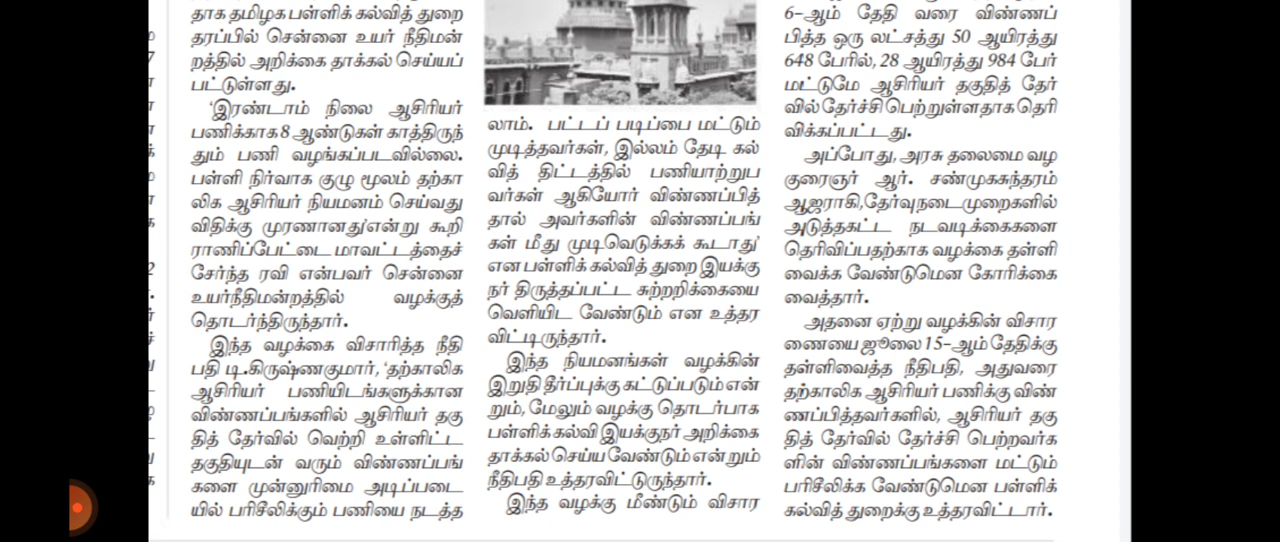 தாக தமிழக பள்ளிக் கல்வித் துறை
தரப்பில் சென்னை உயர் நீதிமன்
றத்தில் அறிக்கை தாக்கல் செய்யப்
பட்டுள்ளது.
'இரண்டாம் நிலை ஆசிரியர்
பணிக்காக 8 ஆண்டுகள் காத்திருந்
தும் பணி வழங்கப்படவில்லை.
பள்ளி நிர்வாக குழு மூலம் தற்கா
லிக ஆசிரியர் நியமனம் செய்வது
விதிக்கு முரணானது' என்று கூறி
ராணிப்பேட்டை மாவட்டத்தைச்
சேர்ந்த ரவி என்பவர் சென்னை
உயர்நீதிமன்றத்தில் வழக்குத்
தொடர்ந்திருந்தார்.
இந்த வழக்கை விசாரித்த நீதி
பதி டி.கிருஷ்ணகுமார், 'தற்காலிக
ஆசிரியர் பணியிடங்களுக்கான
விண்ணப்பங்களில் ஆசிரியர் தகு
தித் தேர்வில் வெற்றி உள்ளிட்ட
தகுதியுடன் வரும் விண்ணப்பங்
களை முன்னுரிமை அடிப்படை
யில் பரிசீலிக்கும் பணியை நடத்த
லாம். பட்டப் படிப்பை மட்டும்
முடித்தவர்கள், இல்லம் தேடி கல்
வித் திட்டத்தில் பணியாற்றுப
வர்கள் ஆகியோர் விண்ணப்பித்
தால் அவர்களின் விண்ணப்பங்
கள் மீது முடிவெடுக்கக் கூடாது'
என பள்ளிக் கல்வித் துறை இயக்கு
நர் திருத்தப்பட்ட சுற்றறிக்கையை
வெளியிட வேண்டும் என உத்தர
விட்டிருந்தார்.
இந்த நியமனங்கள் வழக்கின்
இறுதி தீர்ப்புக்கு கட்டுப்படும் என்
றும், மேலும் வழக்கு தொடர்பாக
பள்ளிக் கல்வி இயக்குநர் அறிக்கை
தாக்கல் செய்ய வேண்டும் என்றும்
நீதிபதி உத்தரவிட்டுருந்தார்.
இந்த வழக்கு மீண்டும் விசார
6-ஆம் தேதி வரை விண்ணப்
பித்த ஒரு லட்சத்து 50 ஆயிரத்து
648 பேரில், 28 ஆயிரத்து 984 பேர்
மட்டுமே ஆசிரியர் தகுதித் தேர்
வில் தேர்ச்சி பெற்றுள்ளதாக தெரி
விக்கப்பட்டது.
அப்போது, அரசு தலைமை வழ
குரைஞர் ஆர். சண்முகசுந்தரம்
ஆஜராகி, தேர்வு நடைமுறைகளில்
அடுத்தகட்ட நடவடிக்கைகளை
தெரிவிப்பதற்காக வழக்கை தள்ளி
வைக்க வேண்டுமென கோரிக்கை
வைத்தார்.
அதனை ஏற்று வழக்கின் விசார
ணையை ஜூலை 15-ஆம் தேதிக்கு
தள்ளிவைத்த நீதிபதி, அதுவரை
தற்காலிக ஆசிரியர் பணிக்கு விண்
ணப்பித்தவர்களில், ஆசிரியர் தகு
தித் தேர்வில் தேர்ச்சி பெற்றவர்க
ளின் விண்ணப்பங்களை மட்டும்
பரிசீலிக்க வேண்டுமென பள்ளிக்
கல்வித் துறைக்கு உத்தரவிட்டார்.